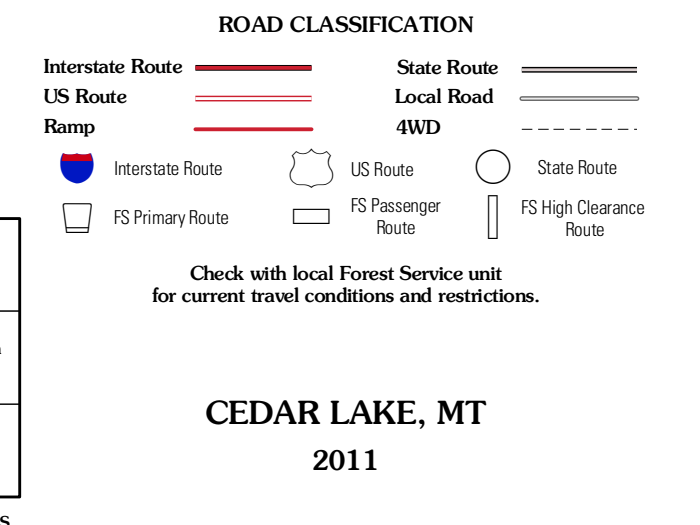 ROAD CLASSIFICATION
Interstate Route
State Route
US Route
Local Road
Ramp
4WD
Interstate Route
US Route
State Route
FS Primary Route
FS Passenger
Route
FS High Clearance
Route
Check with local Forest Service unit
for current travel conditions and restrictions.
CEDAR LAKE, MT
2011